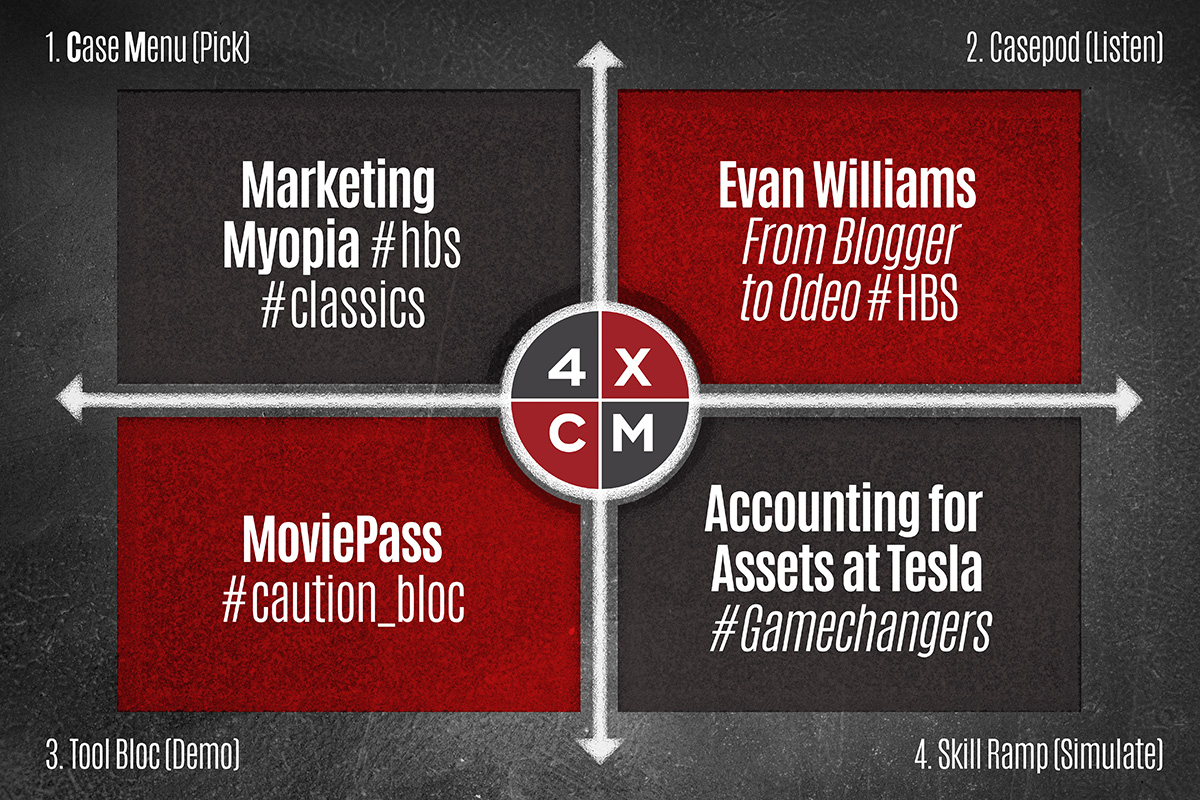 1. Case Menu (Pick)
2. Casepod (Listen)
Marketing
Myopia #hbs
#classics
Evan Williams
From Blogger
to Odeo #HBS
4 X
C M
MoviePass
#caution_bloc
Accounting for
Assets at Tesla
#Gamechangers
3. Tool Bloc (Demo)
4. Skill Ramp (Simulate)